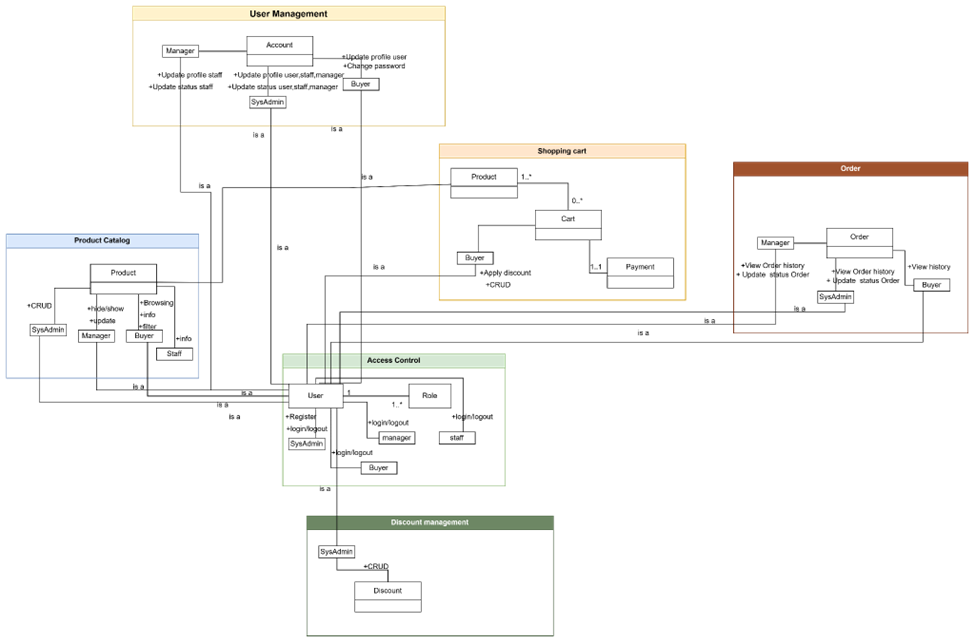 User Management
Manager
Account
+Update profile user
+Change password
+Update profile staff
+Update profile user,staff,manager
+Update status staff
+Update status user,staff,manager
Buyer
SysAdmin
is a
is a
is a
is a
is a
Shopping cart
Product
1..*
0..*
Cart
Buyer
is a
+Apply discount
+CRUD
1..1
Payment
Order
Manager
Order
+View Order history
+ Update status Order
+View Order history
+ Update status Order
+View history
SysAdmin
Buyer
is a
is a
is a
Product Catalog
Product
+CRUD
+hide/show
+update
+Browsing
+info
+filter
SysAdmin
Manager
Buyer
+info
Staff
is a
is a
is a
is a
Access Control
User
1
1..*
Role
+Register
+login/logout
SysAdmin
+login/logout
manager
+login/logout
staff
+login/logout
Buyer
is a
Discount management
SysAdmin
+CRUD
Discount